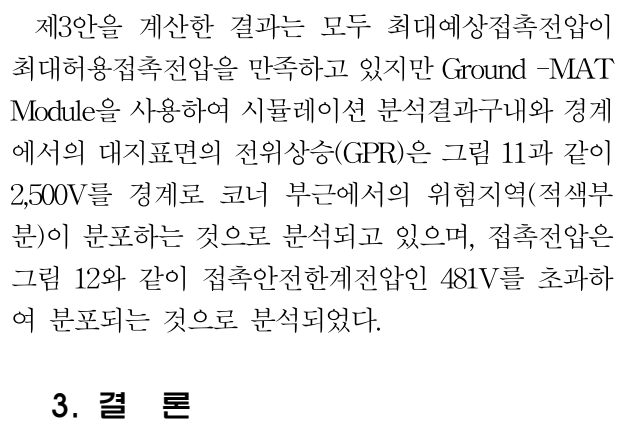 제3안을 계산한 결과는 모두 최대예상접촉전압이
최대허용접촉전압을 만족하고 있지만 Ground -MAT
Module을 사용하여 시뮬레이션 분석결과구내와 경계
에서의 대지표면의 전위상승(GPR)은 그림 11과 같이
2,500V를 경계로 코너 부근에서의 위험지역(적색부
분)이 분포하는 것으로 분석되고 있으며, 접촉전압은
그림 12와 같이 접촉안전한계전압인 481V를 초과하
여 분포되는 것으로 분석되었다.
3. 결 론